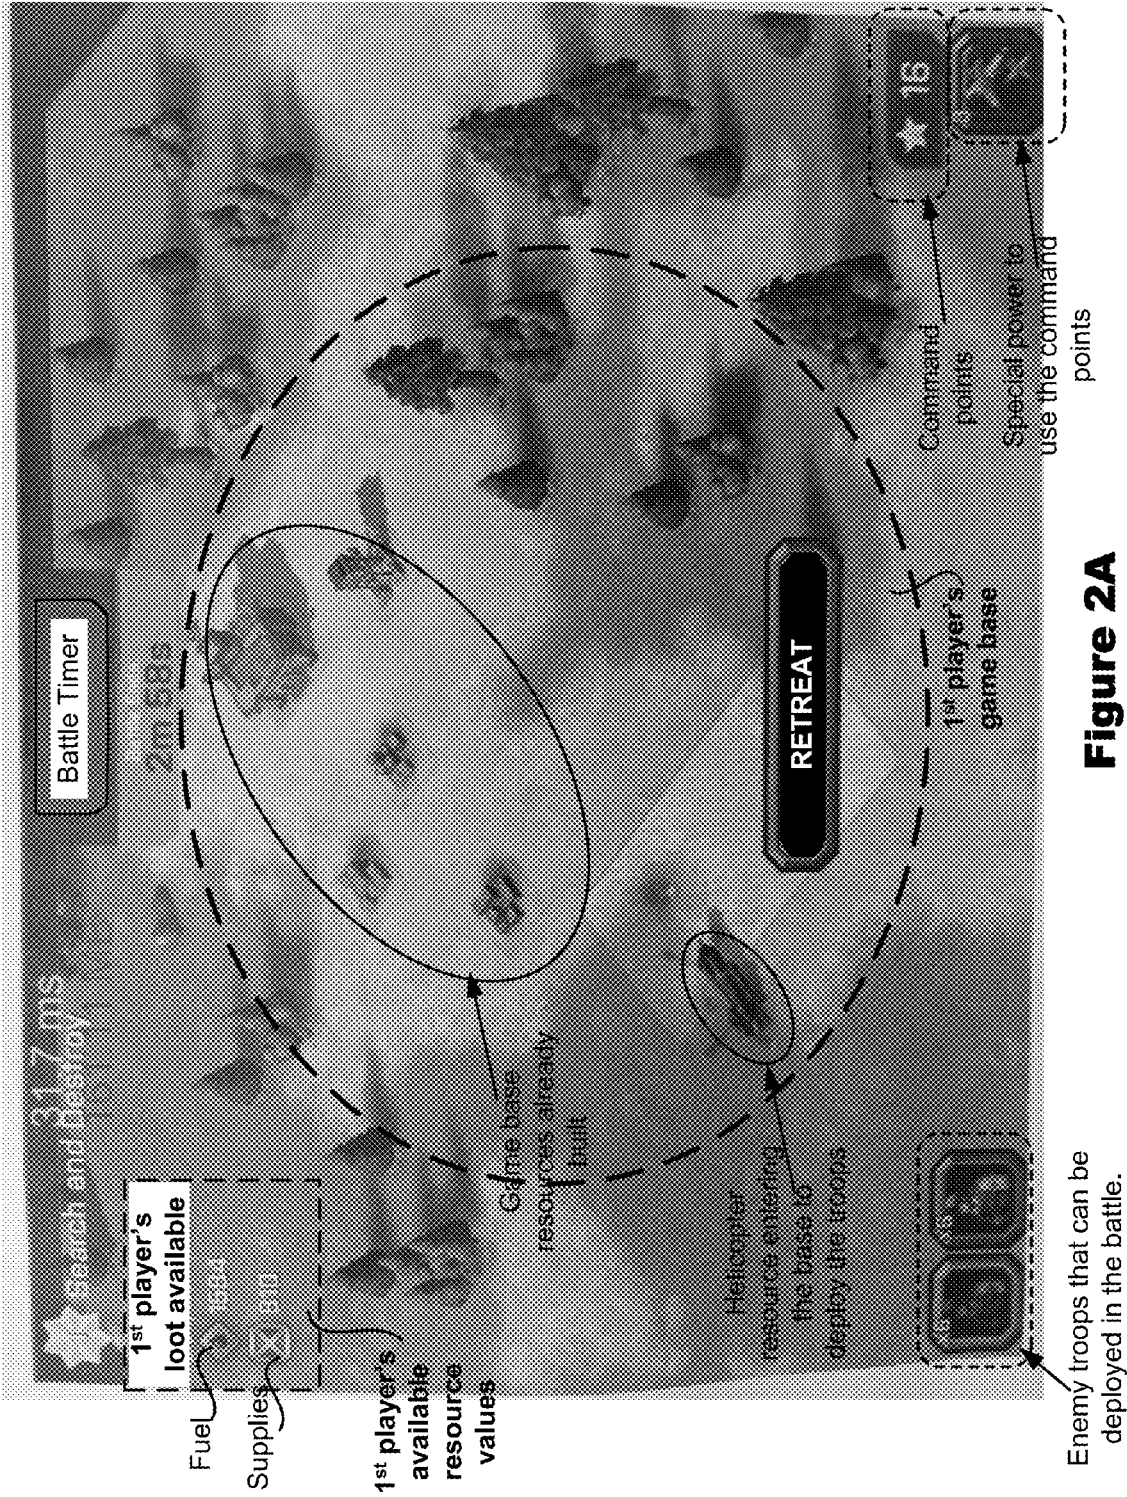 31.7 ms
Search and Destroy
Battle Timer
2m 58s
1st player's
loot available
Fuel
Supplies
1st player's
available
resource
values
Game base
resources already
built
Helicopter
resource entering
the base to
deploy the troops
RETREAT
1st player's
game base
16
Command
points
Special power to
use the command
points
Enemy troops that can be
deployed in the battle.
Figure 2A